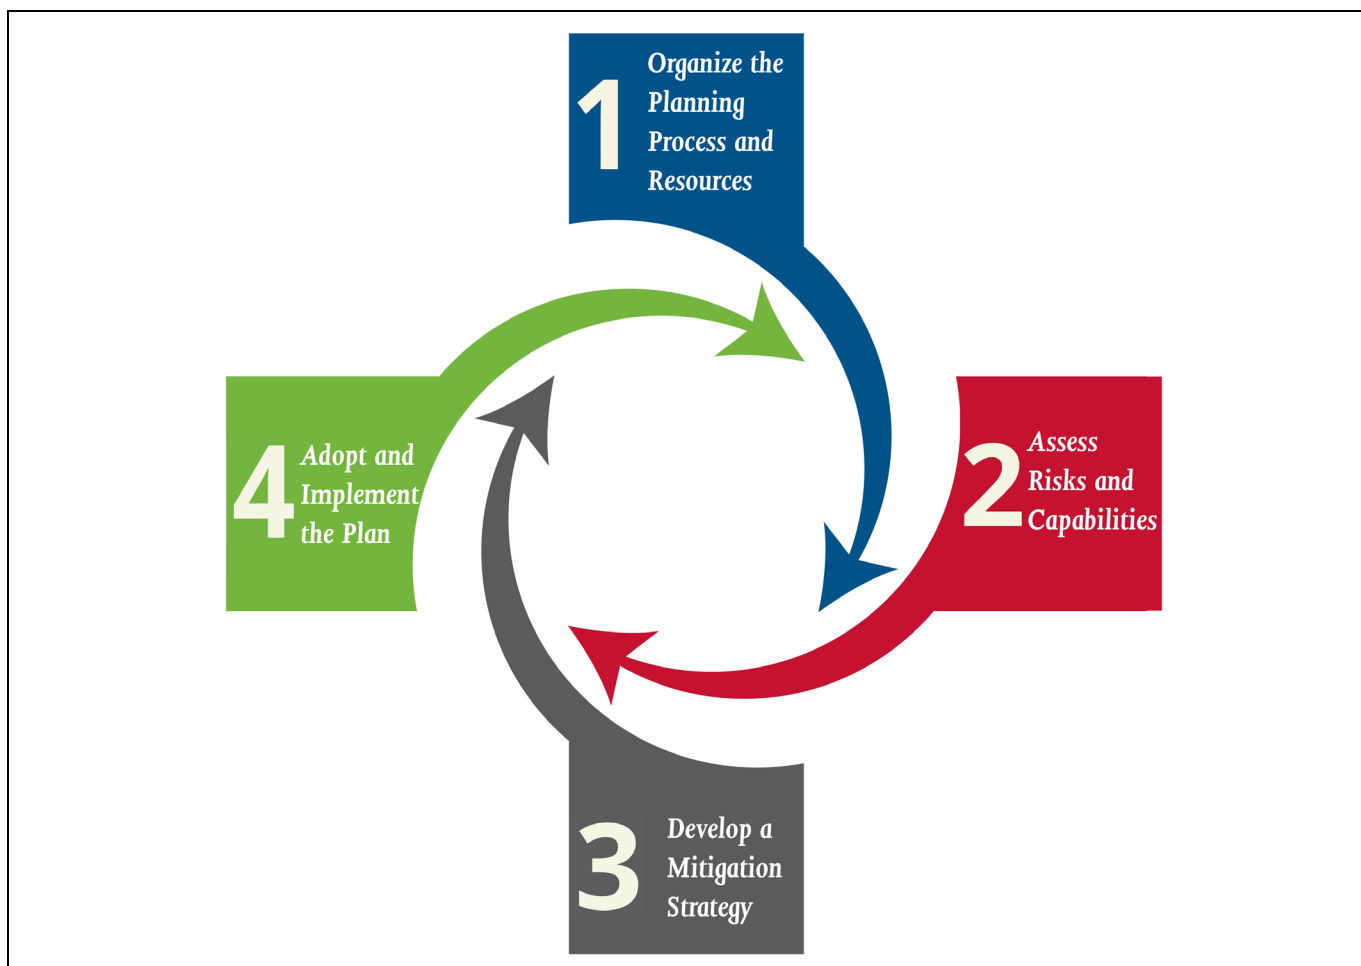 1
Organize the
Planning
Process and
Resources
2
Assess
Risks and
Capabilities
3
Develop a
Mitigation
Strategy
4
Adopt and
Implement
the Plan